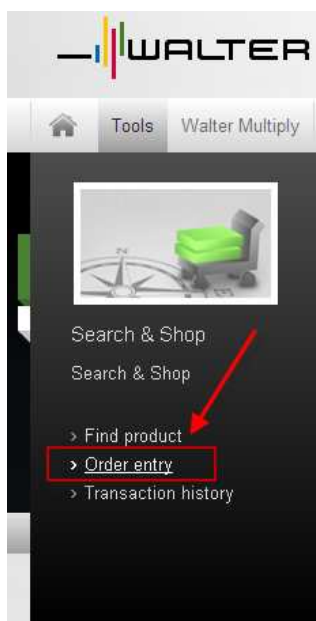 WALTER
Tools Walter Multiply
N
Search & Shop
Search & Shop
> Find product
> Order entry
> Transaction history